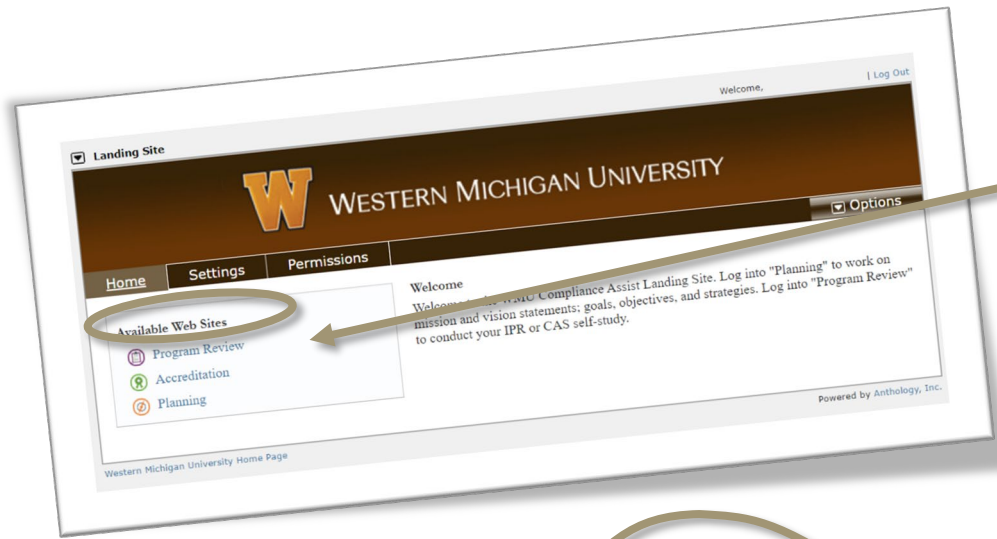 Welcome,
| Log Out
Landing Site
W WESTERN MICHIGAN UNIVERSITY
Options
Home Settings Permissions
Available Web Sites
Program Review
Accreditation
Planning
Welcome
Welcome to the WMU Compliance Assist Landing Site. Log into "Planning" to work on
mission and vision statements; goals, objectives, and strategies. Log into "Program Review"
to conduct your IPR or CAS self-study.
Powered by Anthology, Inc.
Western Michigan University Home Page